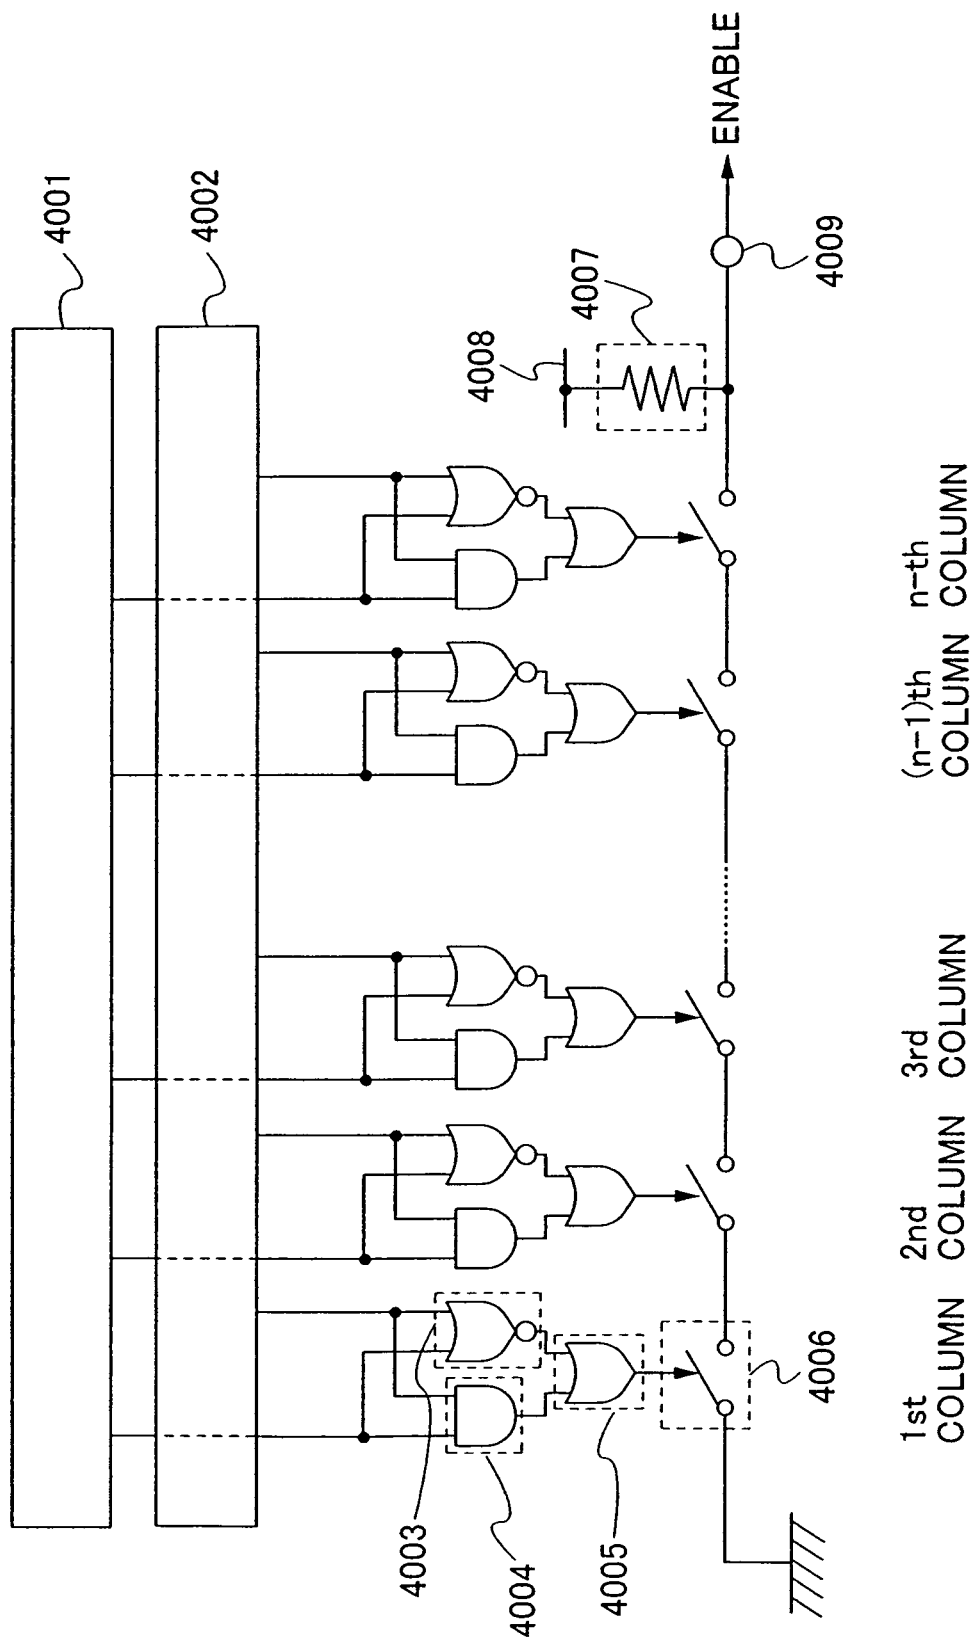 4001
4002
4003
4004
4005
4006
4007
4008
4009
ENABLE
1st
COLUMN
2nd
COLUMN
3rd
COLUMN
(n-1)th
COLUMN
n-th
COLUMN